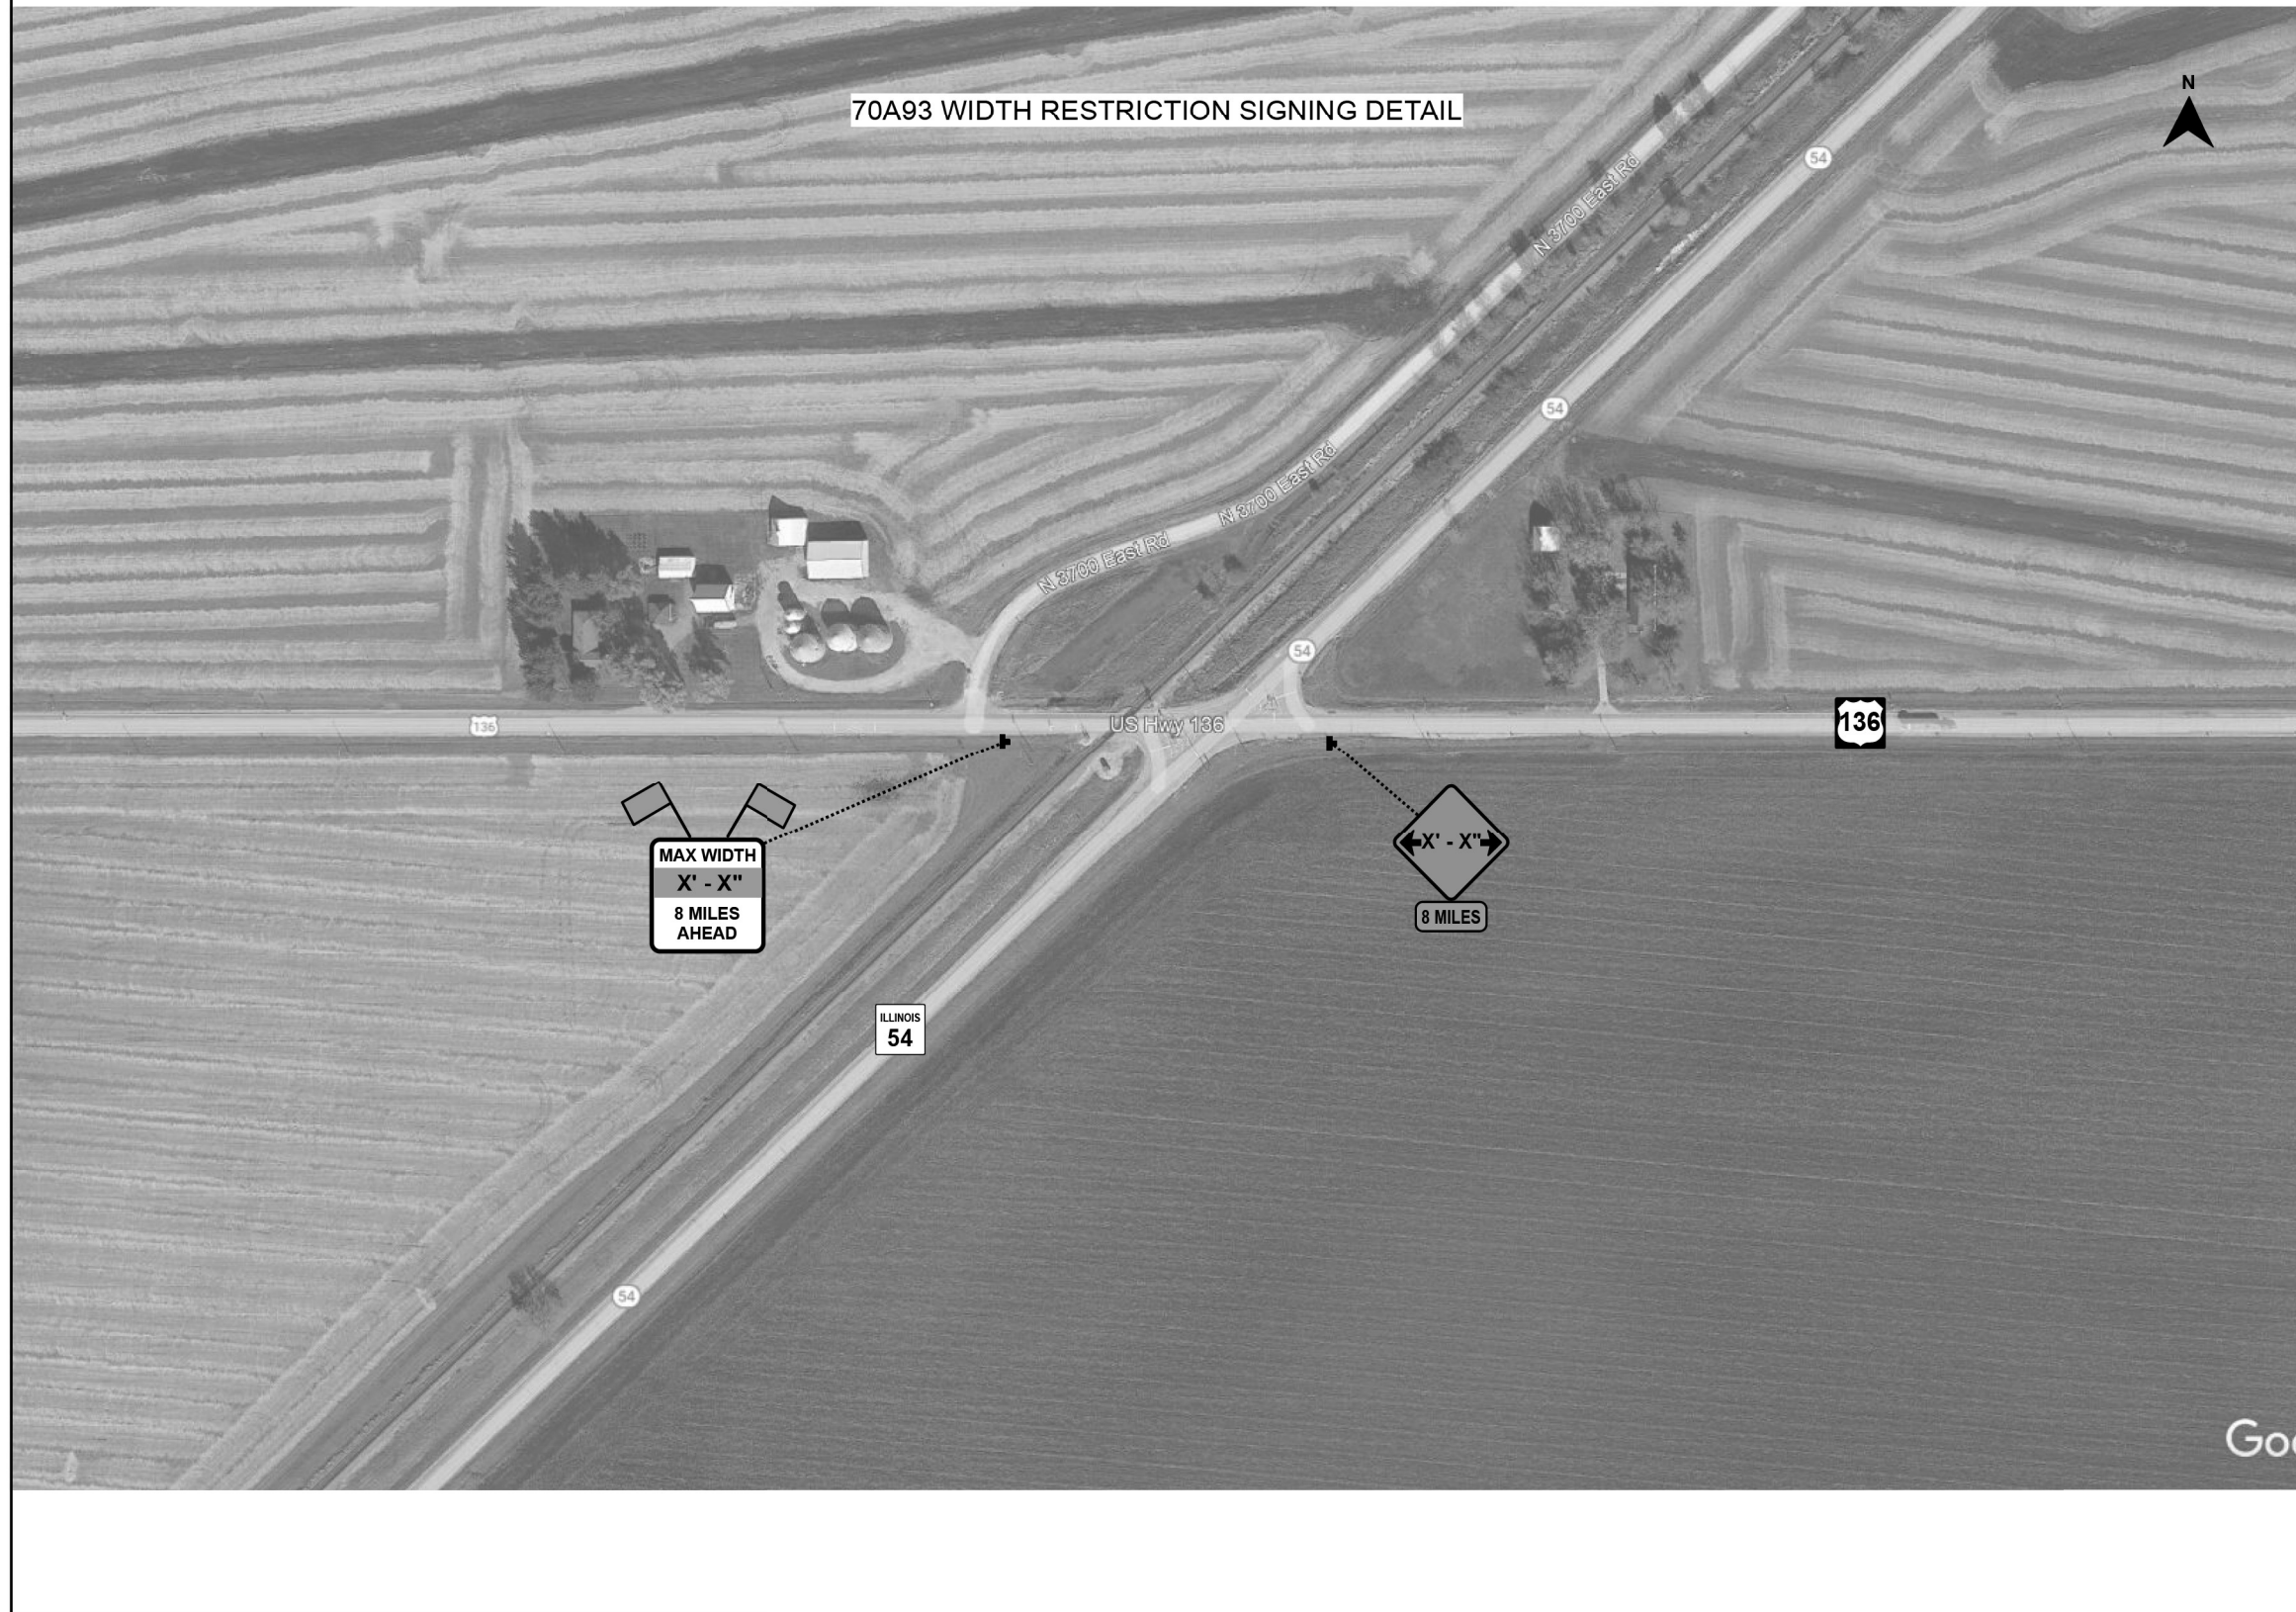 70A93 WIDTH RESTRICTION SIGNING DETAIL
N
54
N 3700 East Rd
54
N 3700 East Rd
N 3700 East Rd
54
136
US Hwy 136
136
MAX WIDTH
X' - X"
8 MILES
AHEAD
X' - X"
8 MILES
ILLINOIS
54
54